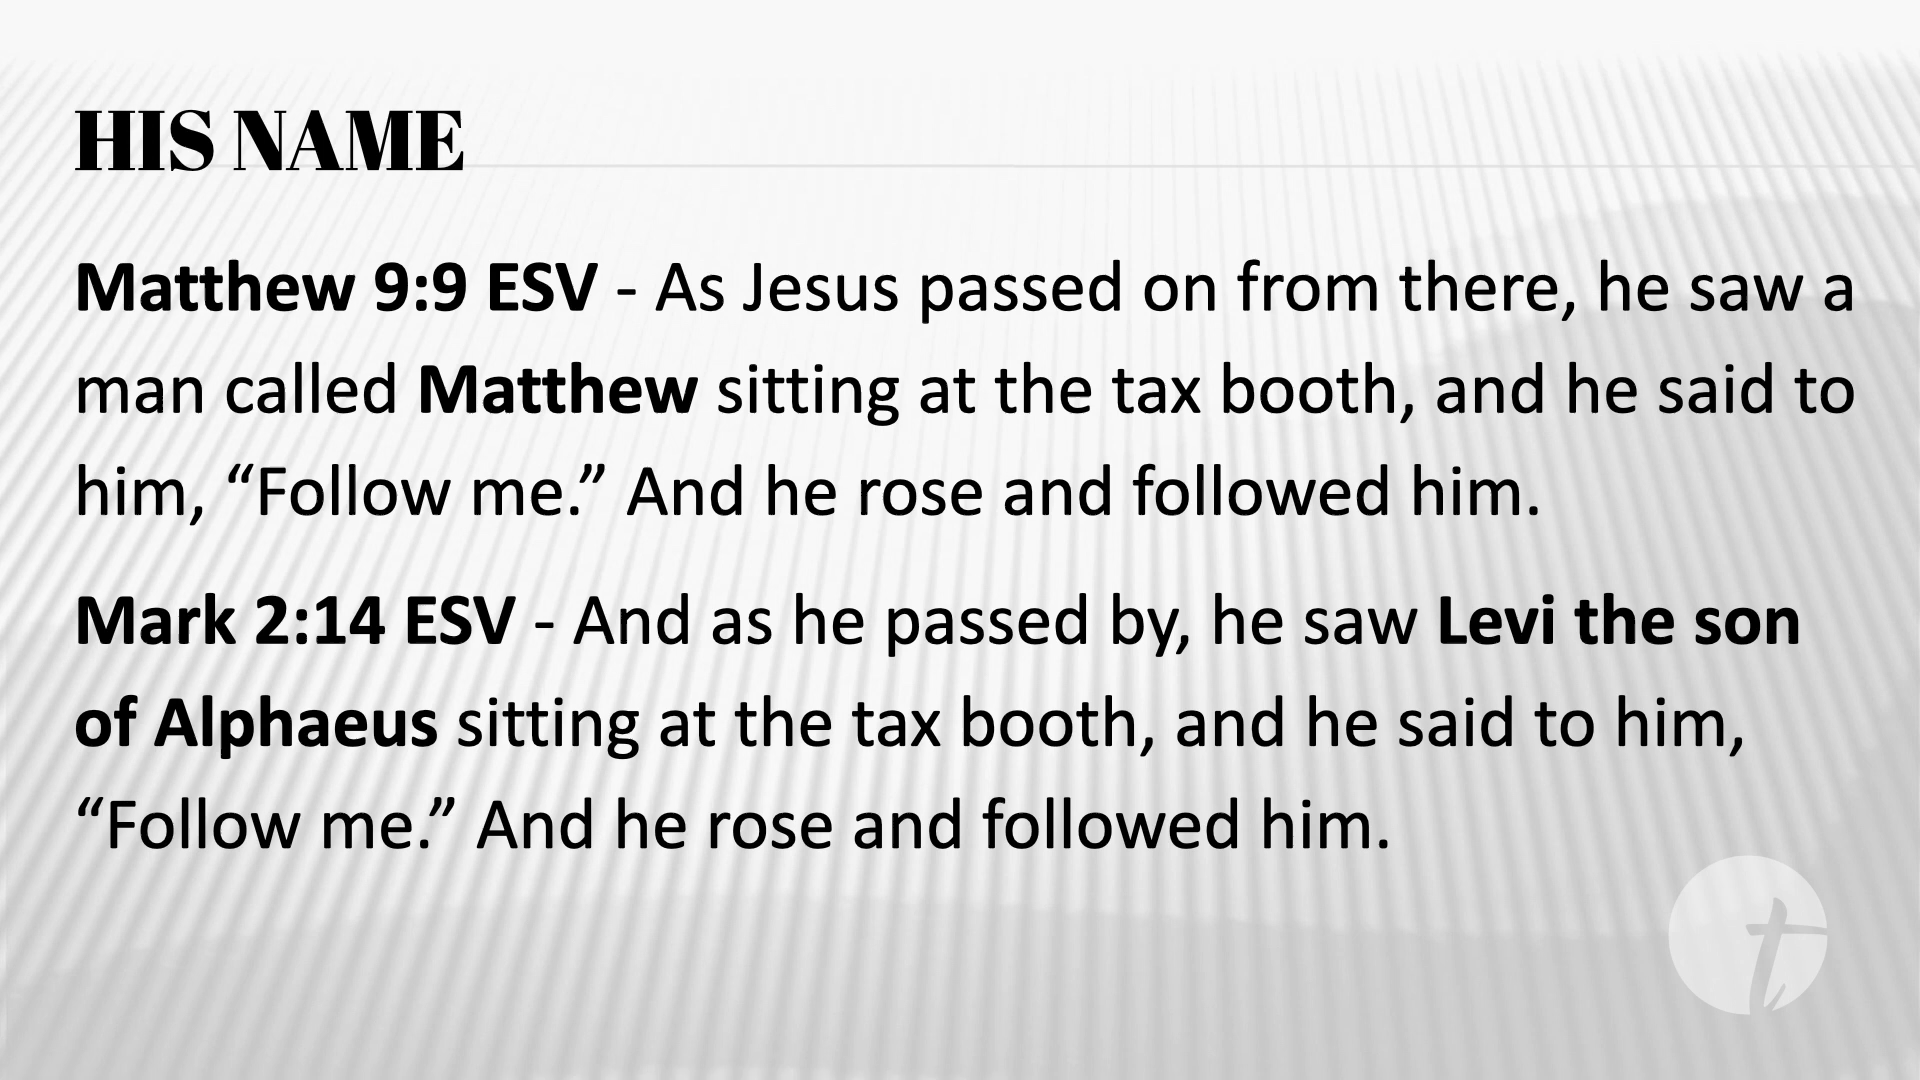 HIS NAME
Matthew 9:9 ESV - As Jesus passed on from there, he saw a
man called Matthew sitting at the tax booth, and he said to
him, “Follow me.” And he rose and followed him.
Mark 2:14 ESV - And as he passed by, he saw Levi the son
of Alphaeus sitting at the tax booth, and he said to him,
“Follow me.” And he rose and followed him.